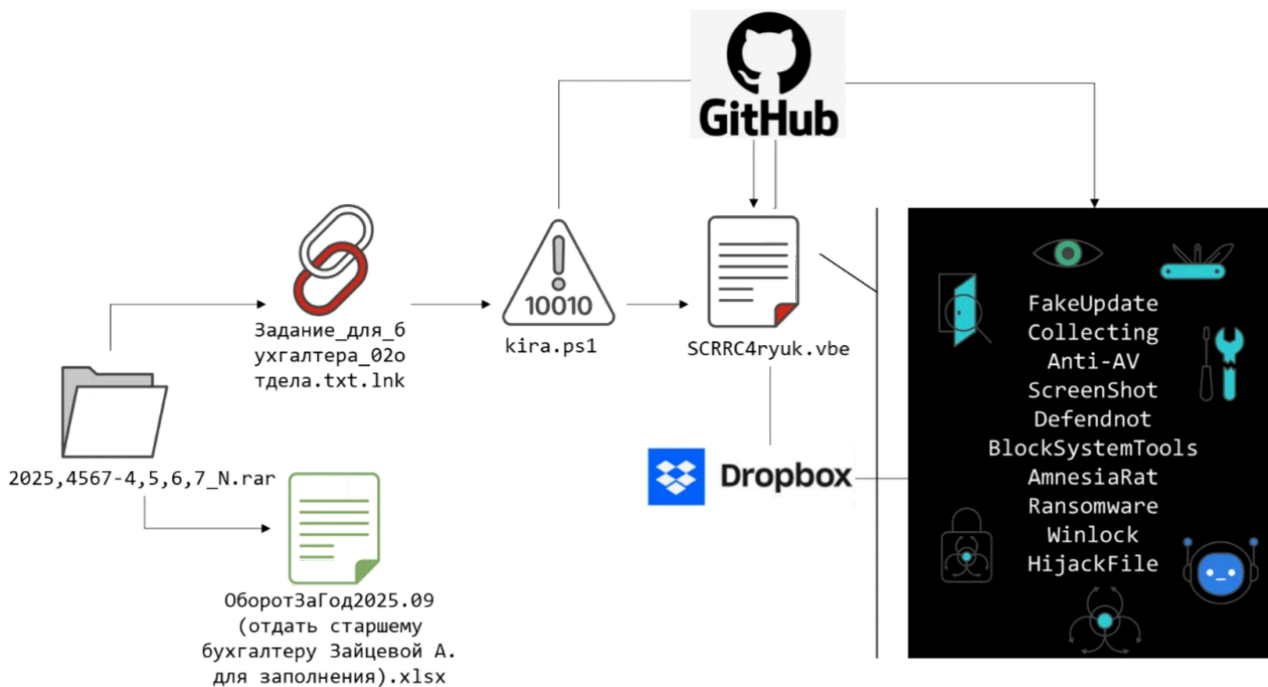 GitHub
Задание_для_б
ухгалтера_02о
тдела.txt.lnk
10010
kira.ps1
SCRRC4ryuk.vbe
2025,4567-4,5,6,7_N.rar
Dropbox
ОборотЗаГод2025.09
(отдать старшему
бухгалтеру Зайцевой А.
для заполнения).xlsx
FakeUpdate
Collecting
Anti-AV
ScreenShot
Defendnot
BlockSystemTools
AmnesiaRat
Ransomware
Winlock
HijackFile